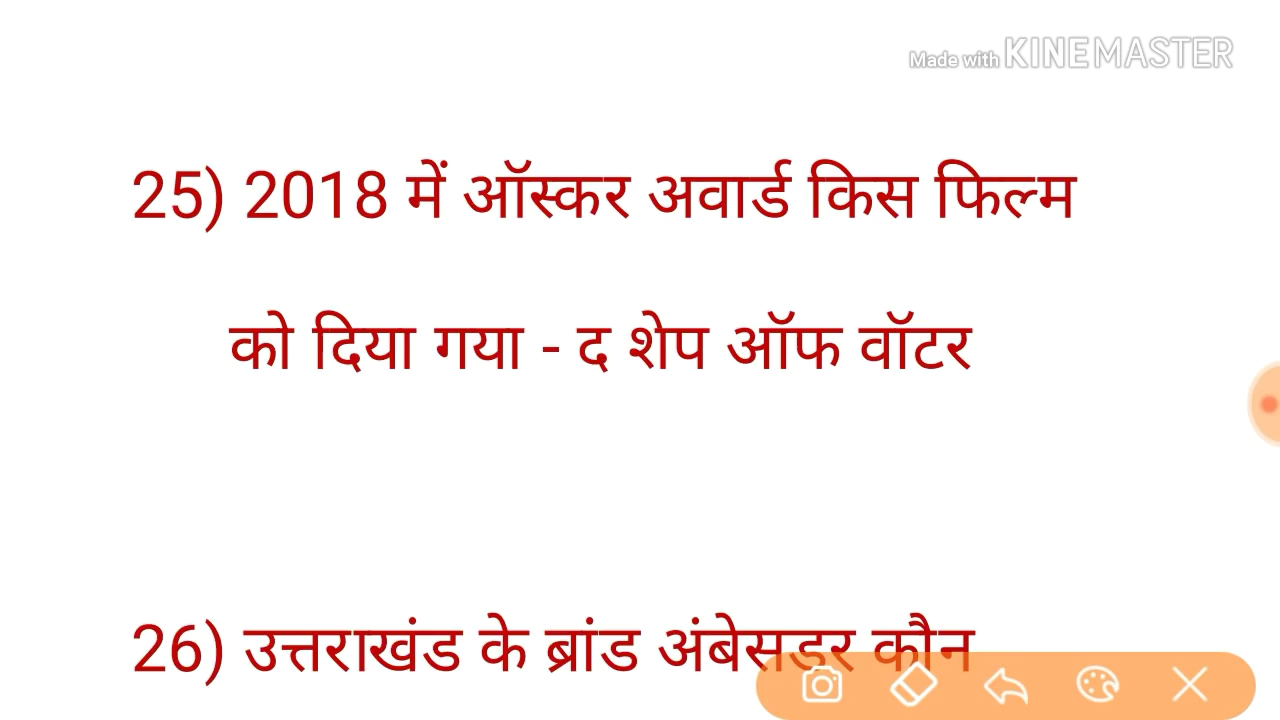 Made with KINEMASTER
25) 2018 में ऑस्कर अवार्ड किस फिल्म
को दिया गया - द शेप ऑफ वॉटर
26) उत्तराखंड के ब्रांड अंबेसडर कौन